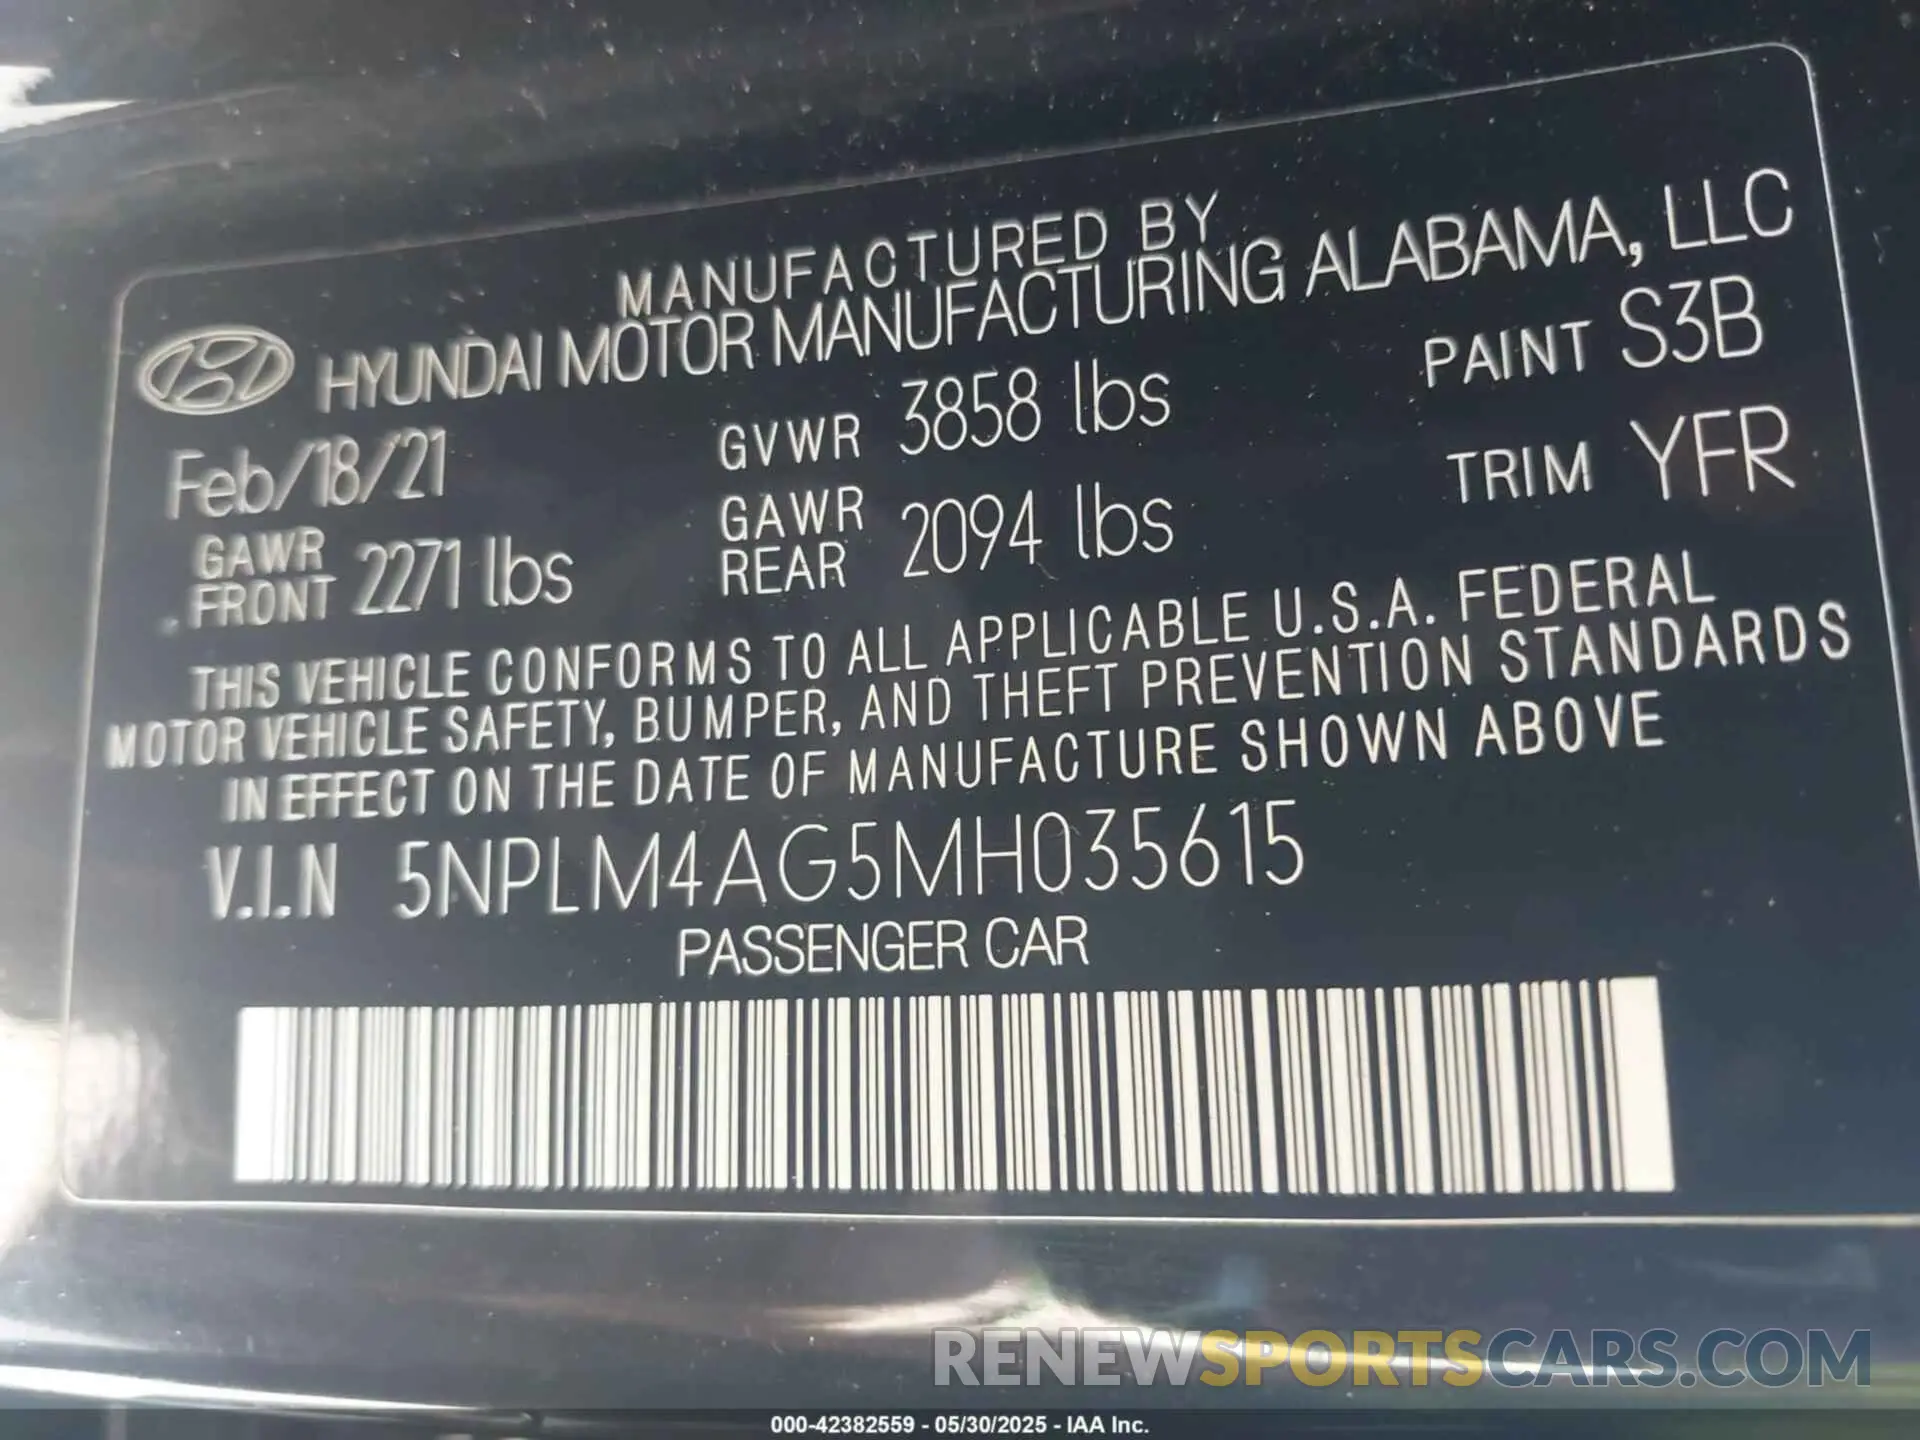 MANUFACTURED BY
HYUNDAI MOTOR MANUFACTURING ALABAMA, LLC
Feb/18/21 GVWR 3858 lbs PAINT S3B
GAWR FRONT 2271 lbs GAWR REAR 2094 lbs TRIM YFR
THIS VEHICLE CONFORMS TO ALL APPLICABLE U.S.A. FEDERAL
MOTOR VEHICLE SAFETY, BUMPER, AND THEFT PREVENTION STANDARDS
IN EFFECT ON THE DATE OF MANUFACTURE SHOWN ABOVE
V.I.N 5NPLM4AG5MH035615
PASSENGER CAR
RENEWSPORTSCARS.COM
000-42382559 - 05/30/2025 - IAA Inc.